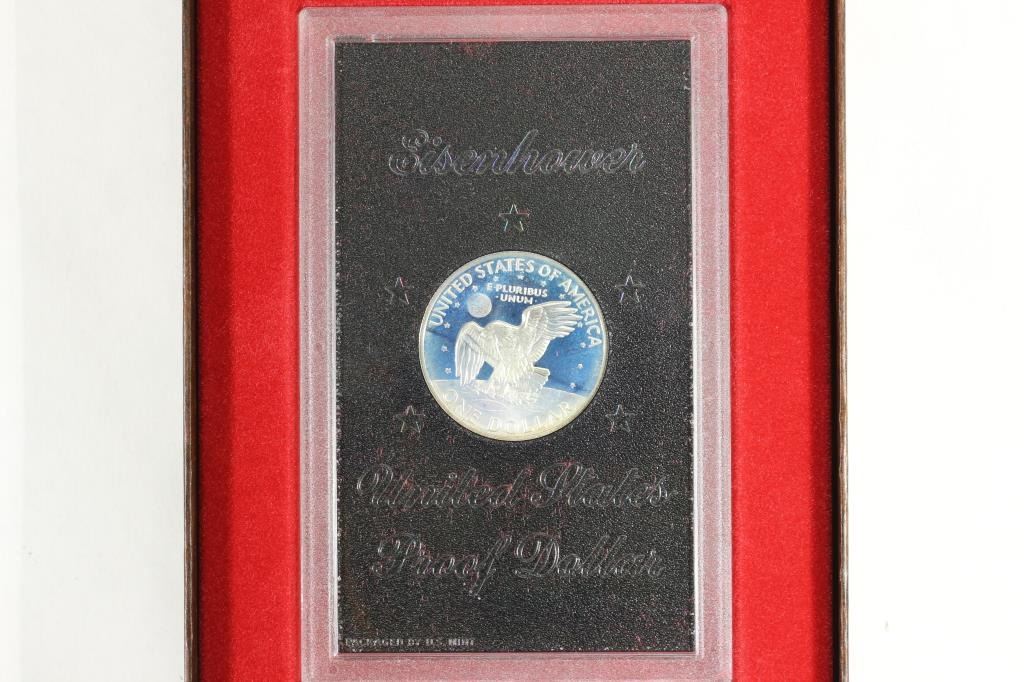 Eisenhower
UNITED STATES OF AMERICA
E·PLURIBUS
·UNUM·
ONE DOLLAR
United States
Proof Dollar
PACKAGED BY U.S. MINT